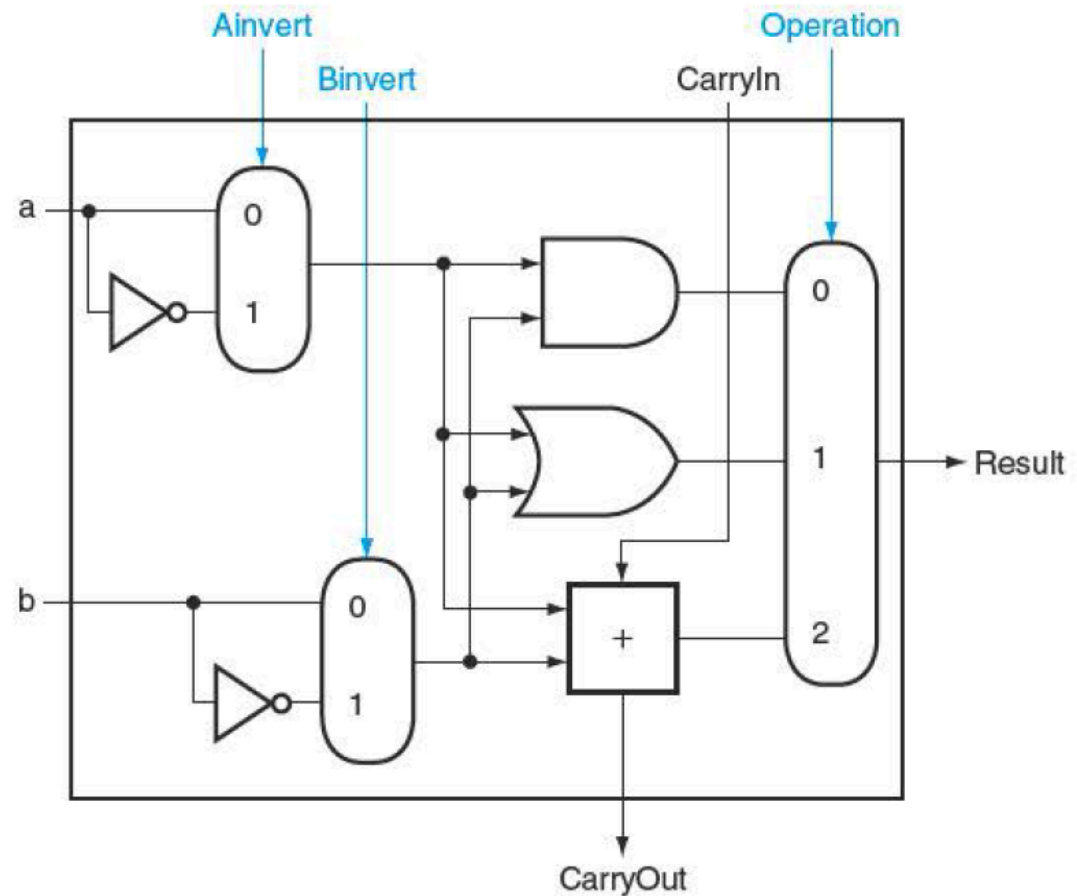 Ainvert
Operation
Binvert
CarryIn
a
0
1
0
1
Result
b
0
1
+
2
CarryOut